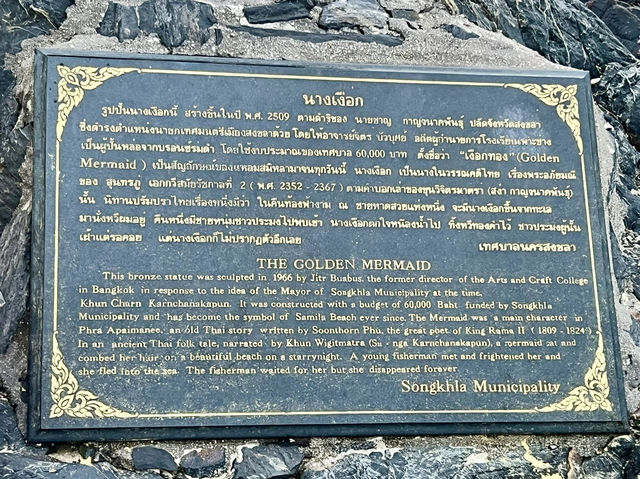 นางเงือก
รูปปั้นนางเงือกนี้ สร้างขึ้นในปี พ.ศ. 2509 ตามดำริของ นายชาญ กาญจนาคพันธุ์ ปลัดจังหวัดสงขลา
ซึ่งดำรงตำแหน่งนายกเทศมนตรีเมืองสงขลาด้วย โดยให้อาจารย์จิตร บัวบุศย์ อดีตผู้อำนวยการโรงเรียนเพาะช่าง
เป็นผู้ปั้นหล่อจากบรอนซ์รมดำ โดยใช้งบประมาณของเทศบาล 60,000 บาท ตั้งชื่อว่า "เงือกทอง"(Golden
Mermaid ) เป็นสัญลักษณ์ของแหลมสมิหลามาจนทุกวันนี้ นางเงือก เป็นนางในวรรณคดีไทย เรื่องพระอภัยมณี
ของ สุนทรภู่ เอกกวีสมัยรัชกาลที่ 2 ( พ.ศ. 2352 - 2367 ) ตามคำบอกเล่าของขุนวิจิตรมาตรา (สง่า กาญจนาคพันธุ์)
นั้น นิทานปรัมปราไทยเรื่องหนึ่งมีว่า ในคืนท้องฟ้างาม ณ ชายหาดสวยแห่งหนึ่ง จะมีนางเงือกขึ้นจากทะเล
มานั่งหวีผมอยู่ คืนหนึ่งมีชายหนุ่มชาวประมงไปพบเข้า นางเงือกตกใจหนีลงน้ำไป ทิ้งหวีทองคำไว้ ชาวประมงผู้นั้น
เฝ้าแต่รอคอย แต่นางเงือกก็ไม่ปรากฏตัวอีกเลย
เทศบาลนครสงขลา
THE GOLDEN MERMAID
This bronze statue was sculpted in 1966 by Jitr Buabus, the former director of the Arts and Craft College
in Bangkok in response to the idea of the Mayor of Songkhla Municipality at the time,
Khun Charn Karnchanakapun. It was constructed with a budget of 60,000 Baht funded by Songkhla
Municipality and has become the symbol of Samila Beach ever since. The Mermaid was a main character in
Phra Apaimanee, an old Thai story written by Soonthorn Phu, the great poet of King Rama II ( 1809 - 1824)
In an ancient Thai folk tale, narrated by Khun Wigitmatra (Sa - nga Karnchanakapun), a mermaid sat and
combed her hair on a beautiful beach on a starrynight. A young fisherman met and frightened her and
she fled into the sea. The fisherman waited for her but she disappeared forever
Songkhla Municipality